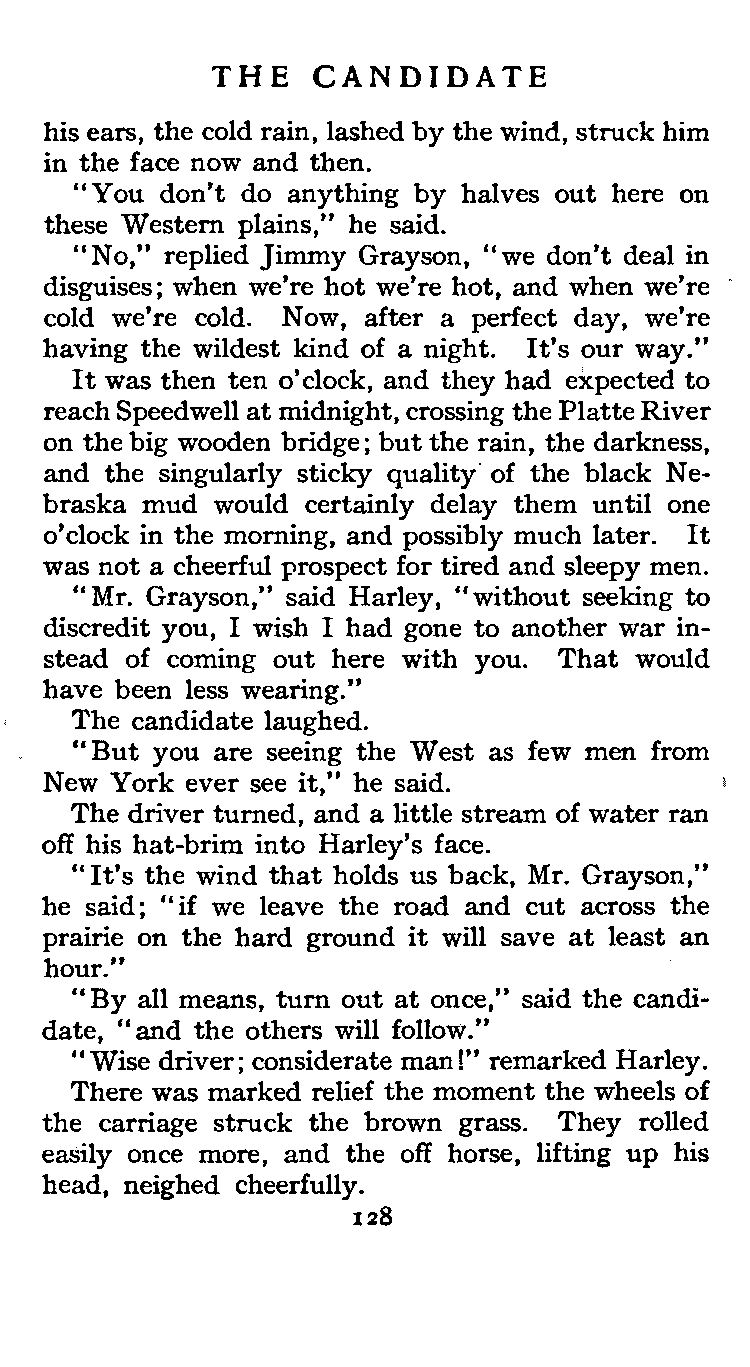 THE CANDIDATE
his ears, the cold rain, lashed by the wind, struck him
in the face now and then.
"You don't do anything by halves out here on
these Western plains," he said.
"No," replied Jimmy Grayson, "we don't deal in
disguises; when we're hot we're hot, and when we're
cold we're cold. Now, after a perfect day, we're
having the wildest kind of a night. It's our way."
It was then ten o'clock, and they had expected to
reach Speedwell at midnight, crossing the Platte River
on the big wooden bridge; but the rain, the darkness,
and the singularly sticky quality of the black Ne-
braska mud would certainly delay them until one
o'clock in the morning, and possibly much later. It
was not a cheerful prospect for tired and sleepy men.
"Mr. Grayson," said Harley, "without seeking to
discredit you, I wish I had gone to another war in-
stead of coming out here with you. That would
have been less wearing."
The candidate laughed.
"But you are seeing the West as few men from
New York ever see it," he said.
The driver turned, and a little stream of water ran
off his hat-brim into Harley's face.
"It's the wind that holds us back, Mr. Grayson,"
he said; "if we leave the road and cut across the
prairie on the hard ground it will save at least an
hour."
"By all means, turn out at once," said the candi-
date, "and the others will follow."
"Wise driver; considerate man!" remarked Harley.
There was marked relief the moment the wheels of
the carriage struck the brown grass. They rolled
easily once more, and the off horse, lifting up his
head, neighed cheerfully.
128